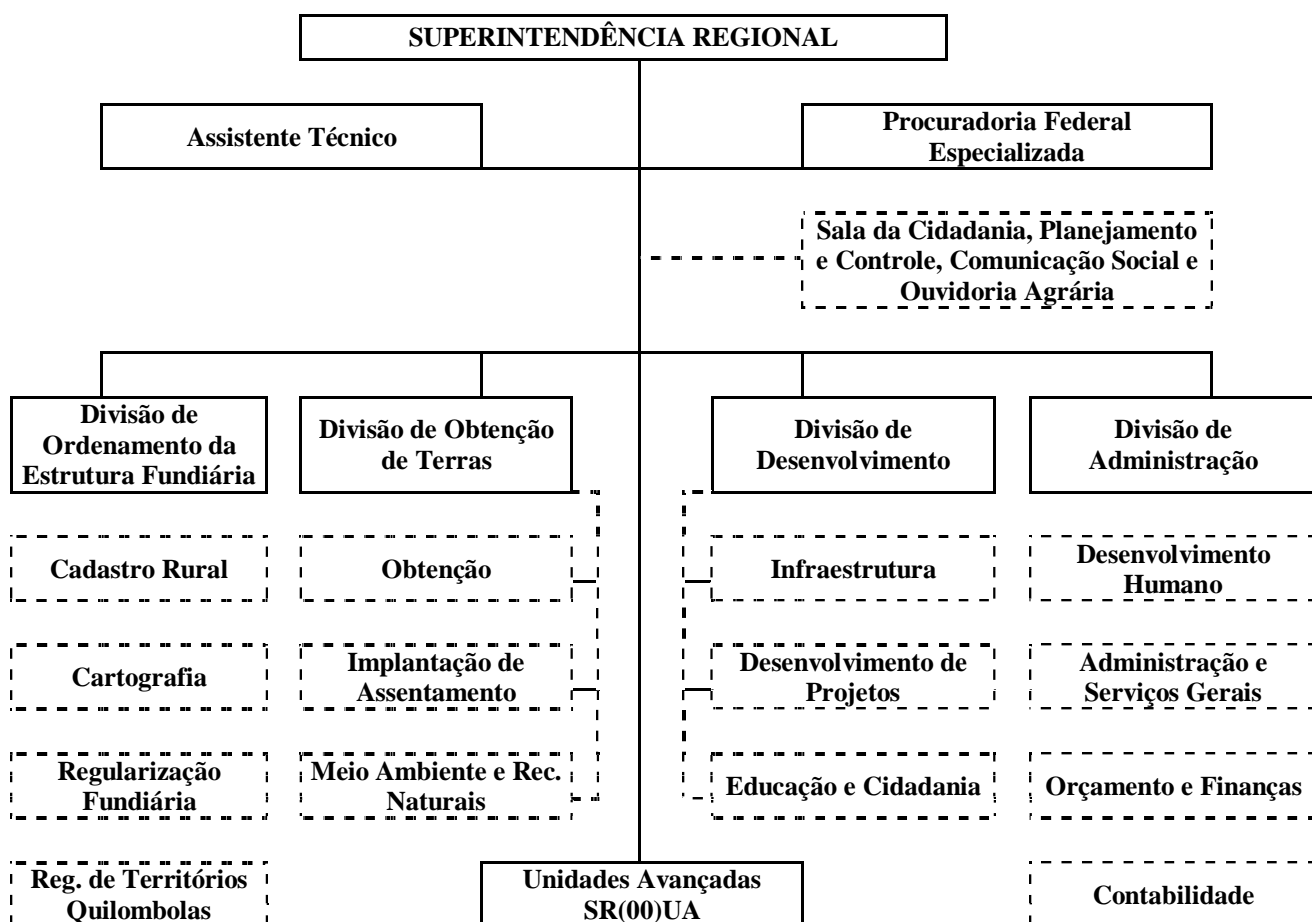 SUPERINTENDÊNCIA REGIONAL
Assistente Técnico
Procuradoria Federal
Especializada
Sala da Cidadania, Planejamento
e Controle, Comunicação Social e
Ouvidoria Agrária
Divisão de
Ordenamento da
Estrutura Fundiária
Divisão de Obtenção
de Terras
Divisão de
Desenvolvimento
Divisão de
Administração
Cadastro Rural
Obtenção
Infraestrutura
Desenvolvimento
Humano
Cartografia
Implantação de
Assentamento
Desenvolvimento de
Projetos
Administração e
Serviços Gerais
Regularização
Fundiária
Meio Ambiente e Rec.
Naturais
Educação e Cidadania
Orçamento e Finanças
Reg. de Territórios
Quilombolas
Unidades Avançadas
SR(00)UA
Contabilidade